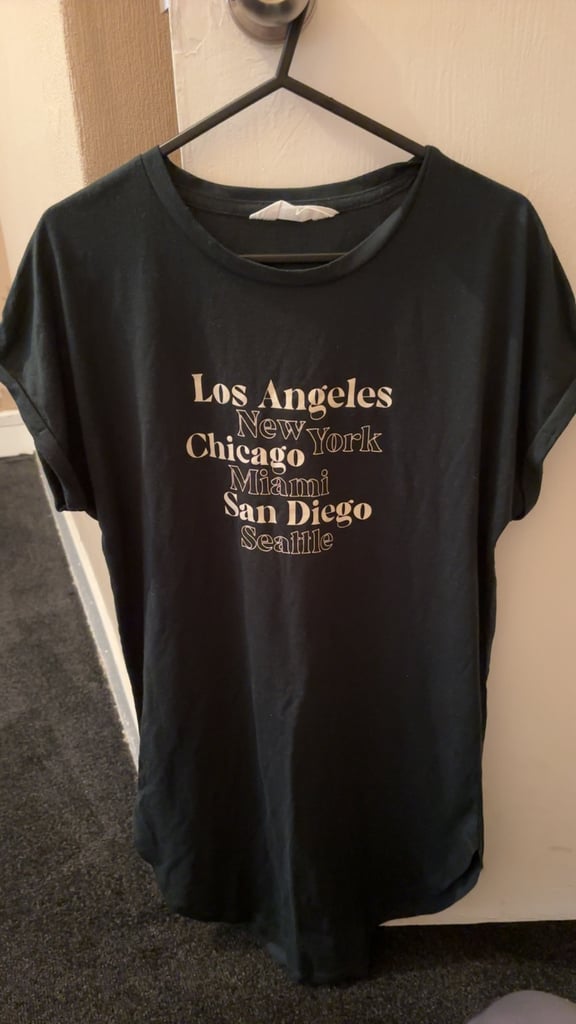 Los Angeles
New York
Chicago
Miami
San Diego
Seattle